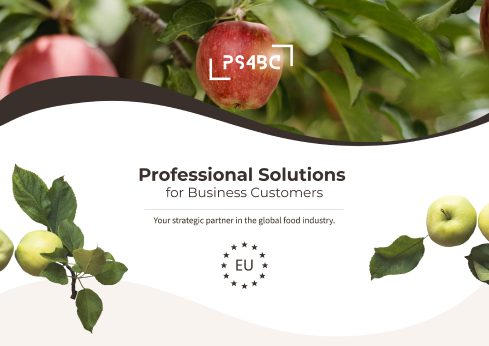 PS4BC
Professional Solutions
for Business Customers
Your strategic partner in the global food industry.
EU